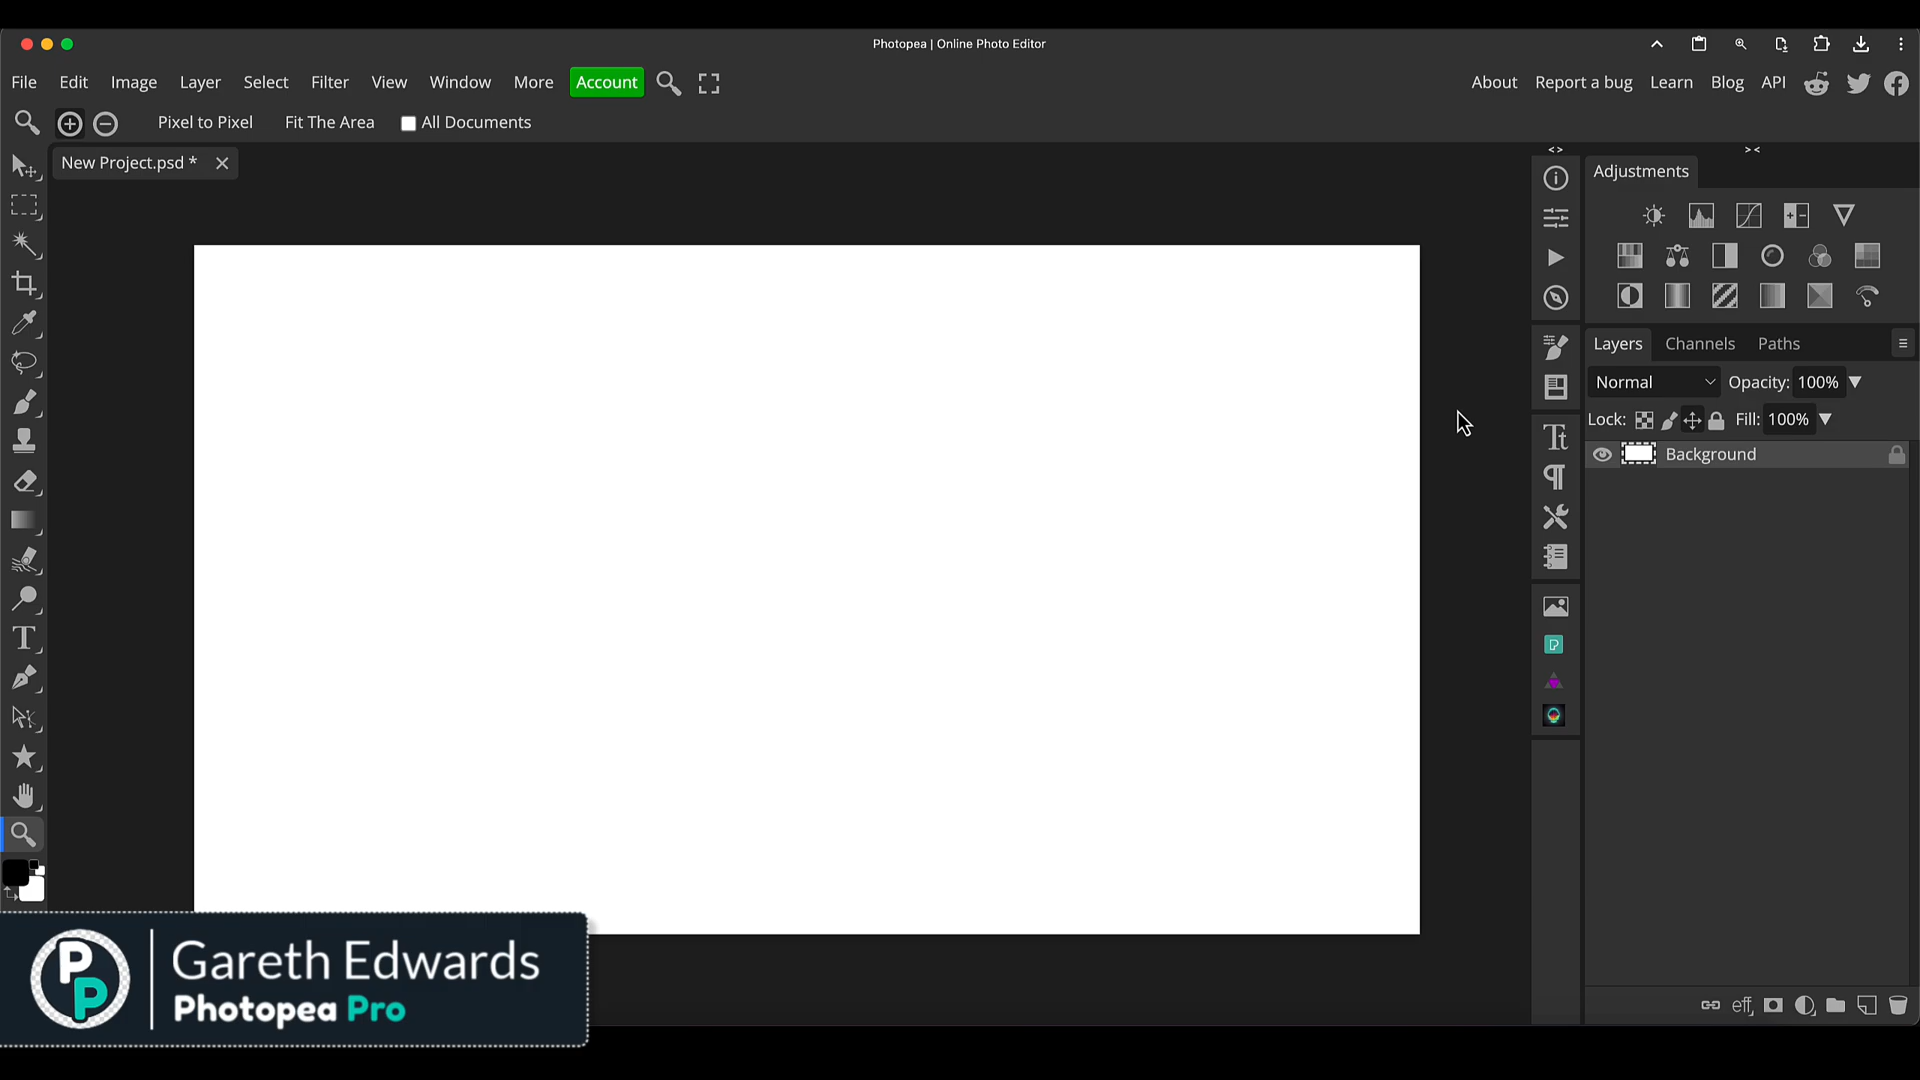 Photopea | Online Photo Editor
File Edit Image Layer Select Filter View Window More Account About Report a bug Learn Blog API
Pixel to Pixel Fit The Area All Documents
New Project.psd *
Adjustments
Layers Channels Paths
Normal Opacity: 100%
Lock: Fill: 100%
Background
eff
PP
Gareth Edwards
Photopea Pro